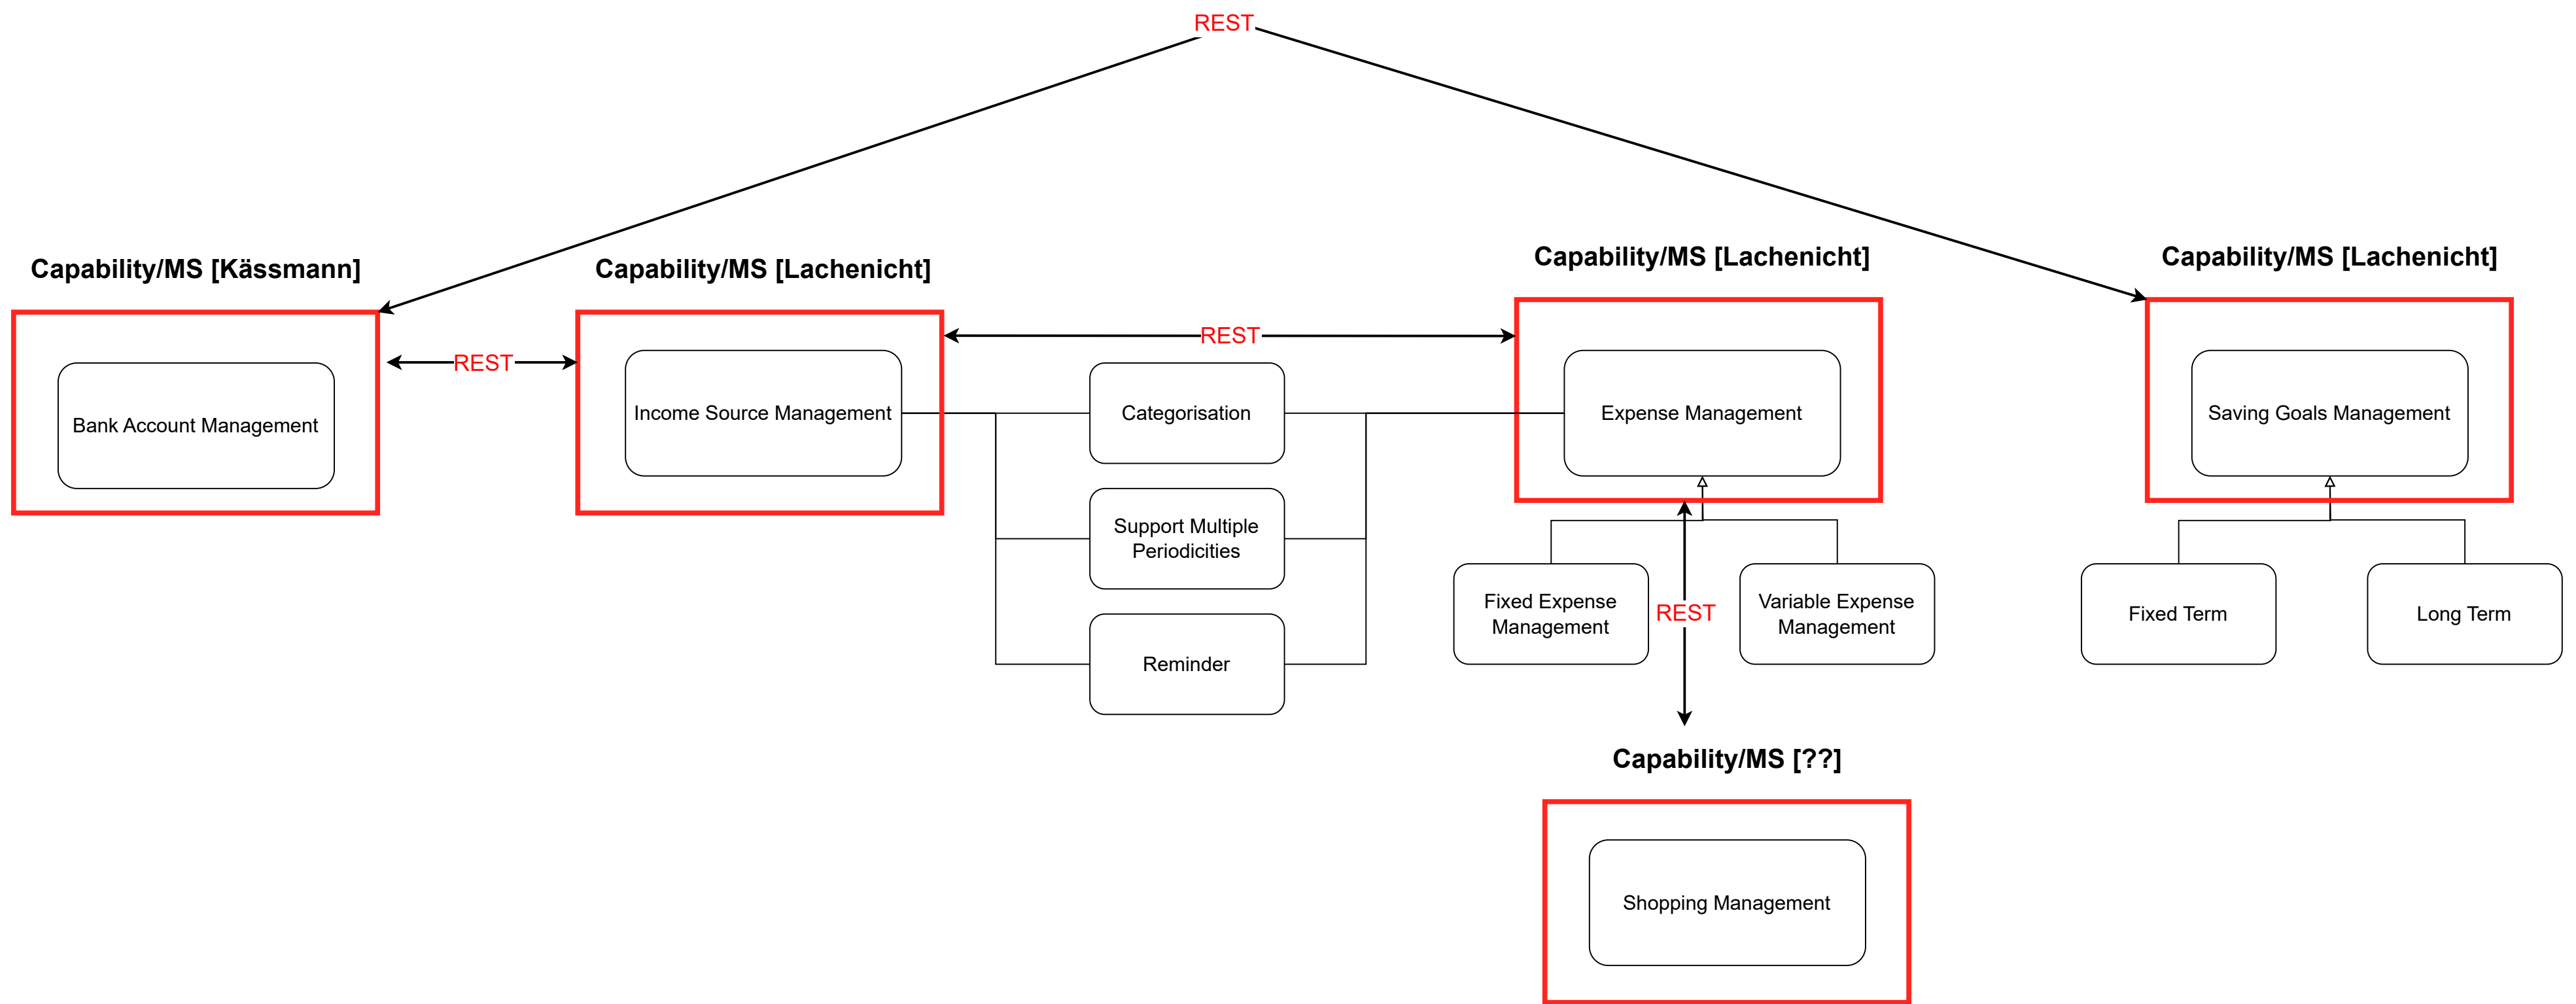 REST
Capability/MS [Kässmann]
Capability/MS [Lachenicht]
Capability/MS [Lachenicht]
Capability/MS [Lachenicht]
REST
REST
Bank Account Management
Income Source Management
Categorisation
Expense Management
Saving Goals Management
Support Multiple
Periodicities
Reminder
Fixed Expense
Management
REST
Variable Expense
Management
Fixed Term
Long Term
Capability/MS [??]
Shopping Management